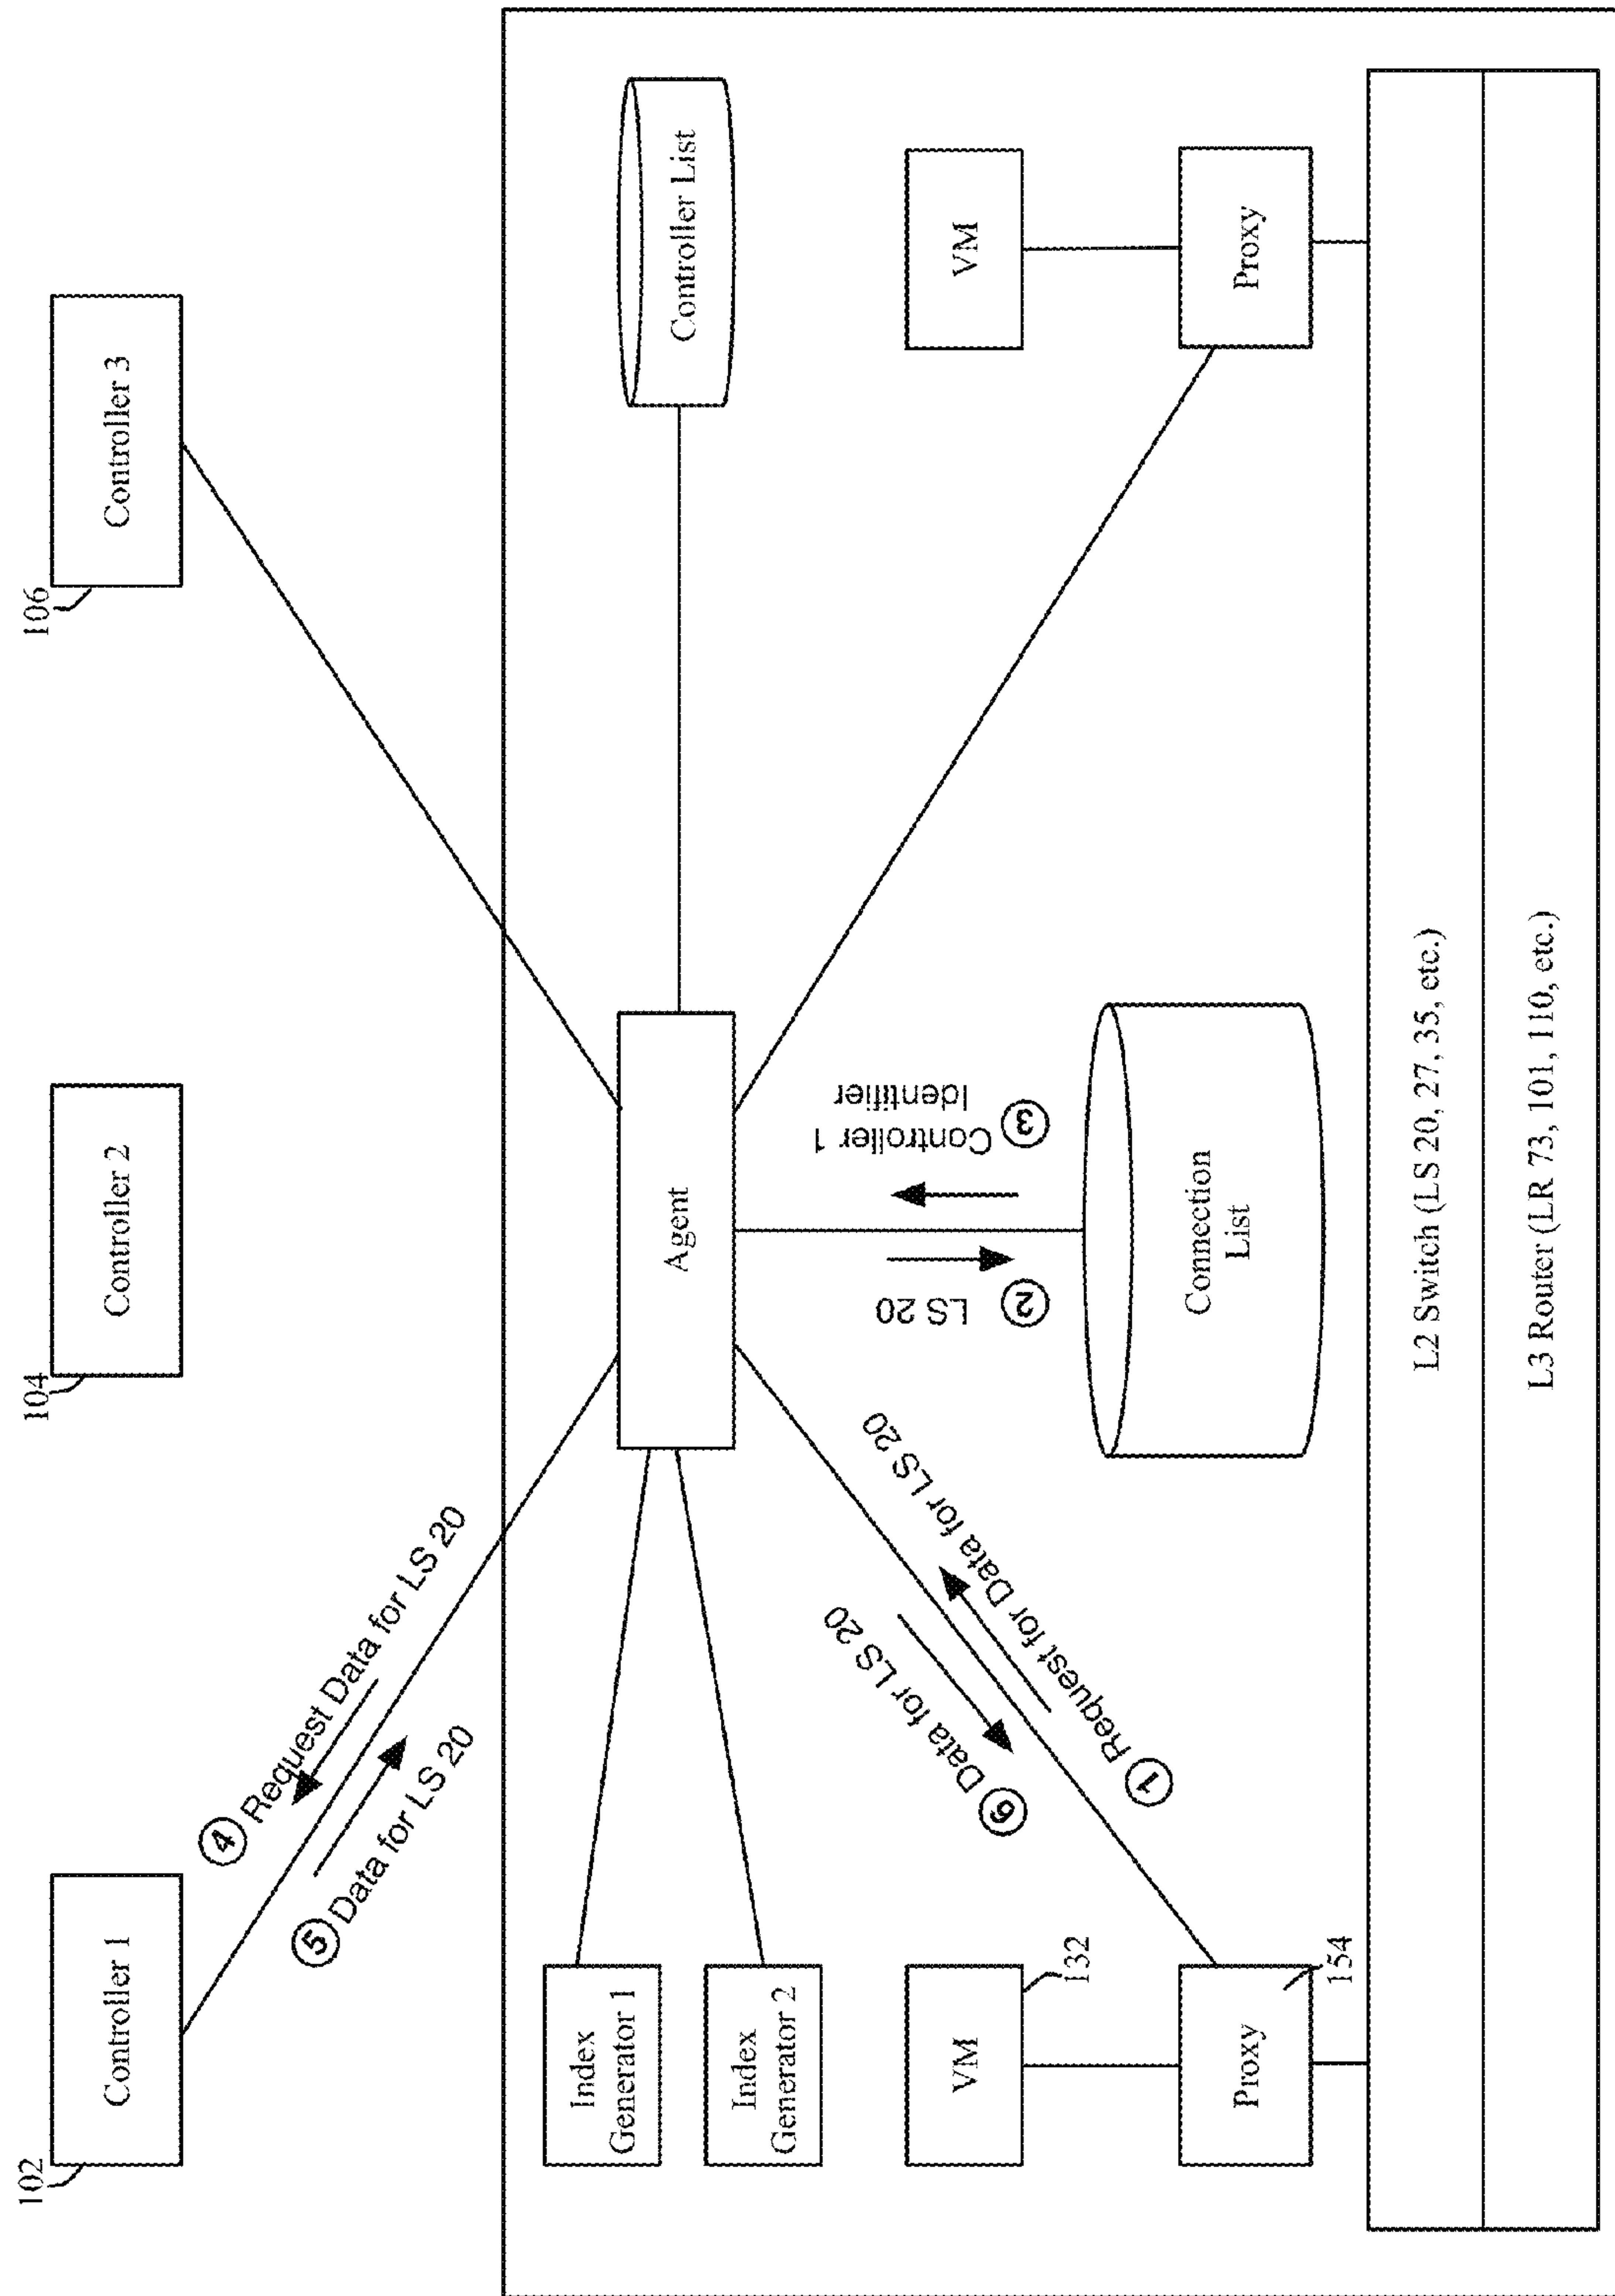 102
Controller 1
104
Controller 2
106
Controller 3
④ Request Data for LS 20
⑤ Data for LS 20
Index
Generator 1
Index
Generator 2
Agent
Controller List
② LS 20
③ Controller 1
Identifier
⑥ Data for LS 20
① Request for Data for LS 20
VM
132
Connection
List
VM
Proxy
154
Proxy
L2 Switch (LS 20, 27, 35, etc.)
L3 Router (LR 73, 101, 110, etc.)